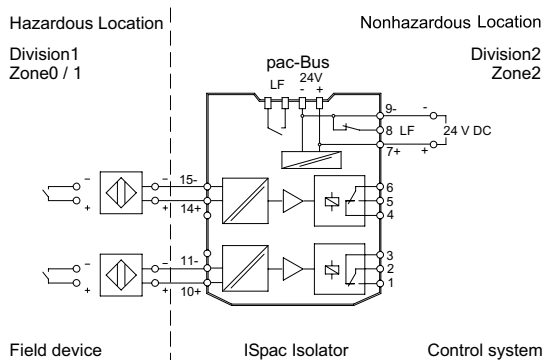 Hazardous Location
Nonhazardous Location
Division1
Zone0 / 1
Division2
Zone2
pac-Bus
LF
24V
- +
9-
-
8 LF
24 V DC
7+
+
15-
-
-
+
+
14+
6
5
4
11-
-
-
+
+
10+
3
2
1
Field device
ISpac Isolator
Control system